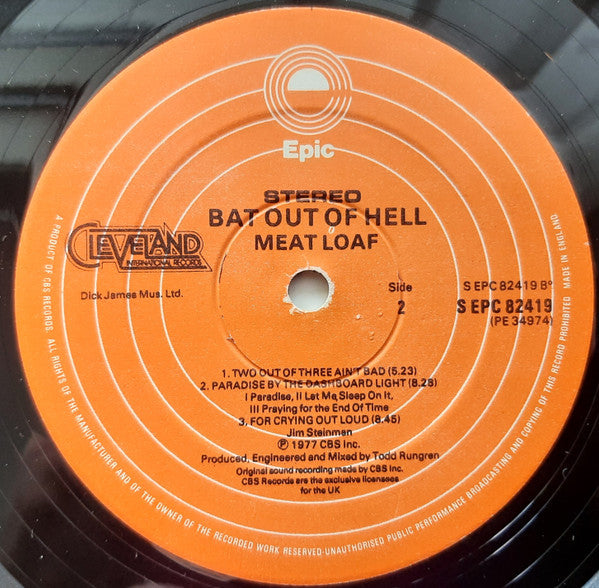 Epic
STEREO
BAT OUT OF HELL
MEAT LOAF
CLEVELAND
INTERNATIONAL RECORDS
Dick James Mus. Ltd.
Side
2
S EPC 82419 B°
S EPC 82419
(PE 34974)
1. TWO OUT OF THREE AIN'T BAD (5.23)
2. PARADISE BY THE DASHBOARD LIGHT (8.28)
I Paradise, II Let Me Sleep On It,
III Praying for the End Of Time
3. FOR CRYING OUT LOUD (8.45)
Jim Steinman
Ⓟ 1977 CBS Inc.
Produced, Engineered and Mixed by Todd Rungren
Original sound recording made by CBS Inc.
CBS Records are the exclusive licensees
for the UK
A PRODUCT OF CBS RECORDS. ALL RIGHTS OF THE MANUFACTURER AND OF THE OWNER OF THE RECORDED WORK RESERVED-UNAUTHORISED PUBLIC PERFORMANCE BROADCASTING AND COPYING OF THIS RECORD PROHIBITED MADE IN ENGLAND